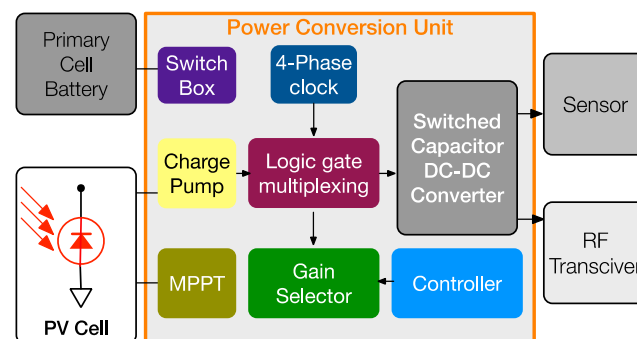 Power Conversion Unit
Primary
Cell
Battery
Switch
Box
4-Phase
clock
Switched
Capacitor
DC-DC
Converter
Sensor
Charge
Pump
Logic gate
multiplexing
RF
Transciver
PV Cell
MPPT
Gain
Selector
Controller